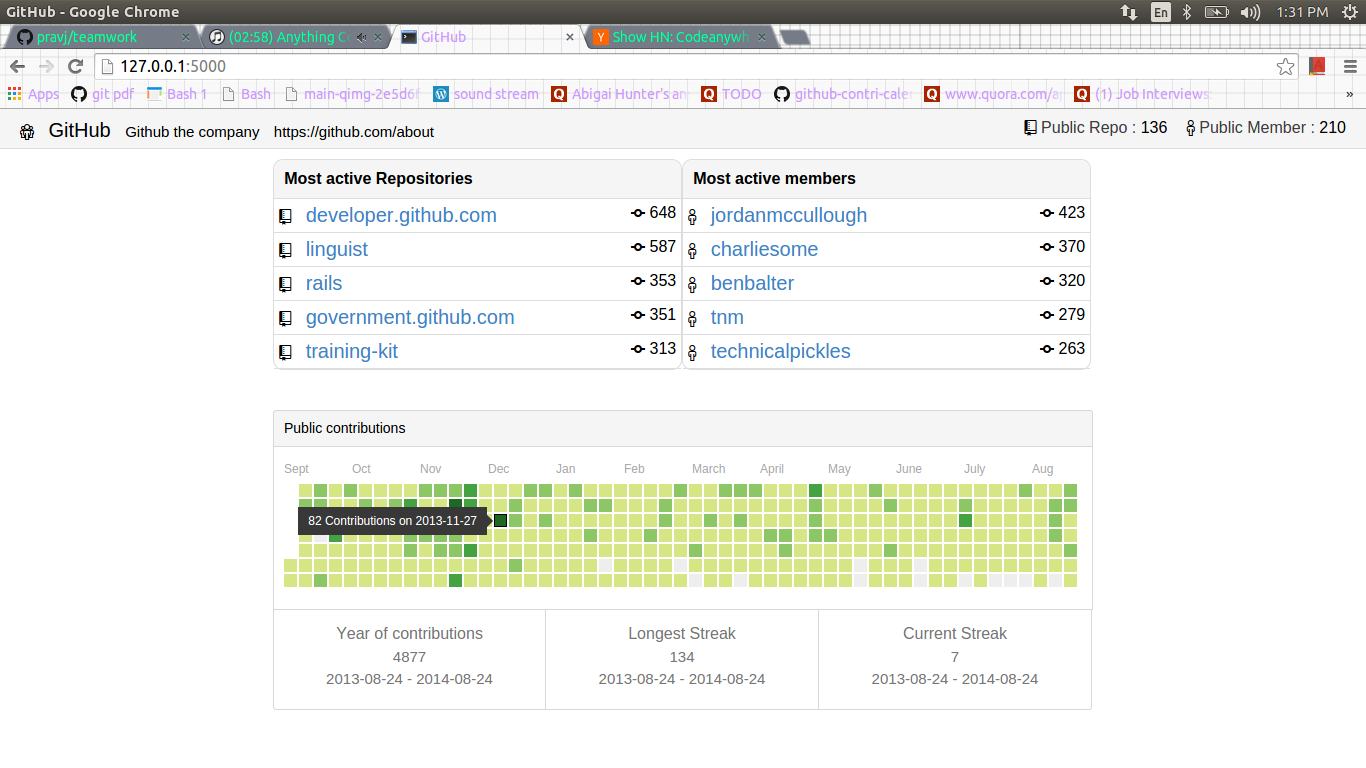 GitHub - Google Chrome En 1:31 PM
pravj/teamwork (02:58) Anything C GitHub Show HN: Codeanywh
127.0.0.1:5000
Apps git pdf Bash 1 Bash main-qimg-2e5d6f sound stream Abigai Hunter's an TODO github-contri-cale www.quora.com/a (1) Job Interviews: »
GitHub Github the company https://github.com/about Public Repo : 136 Public Member : 210
Most active Repositories Most active members
developer.github.com 648 jordanmccullough 423
linguist 587 charliesome 370
rails 353 benbalter 320
government.github.com 351 tnm 279
training-kit 313 technicalpickles 263
Public contributions
Sept Oct Nov Dec Jan Feb March April May June July Aug
82 Contributions on 2013-11-27
Year of contributions Longest Streak Current Streak
4877 134 7
2013-08-24 - 2014-08-24 2013-08-24 - 2014-08-24 2013-08-24 - 2014-08-24